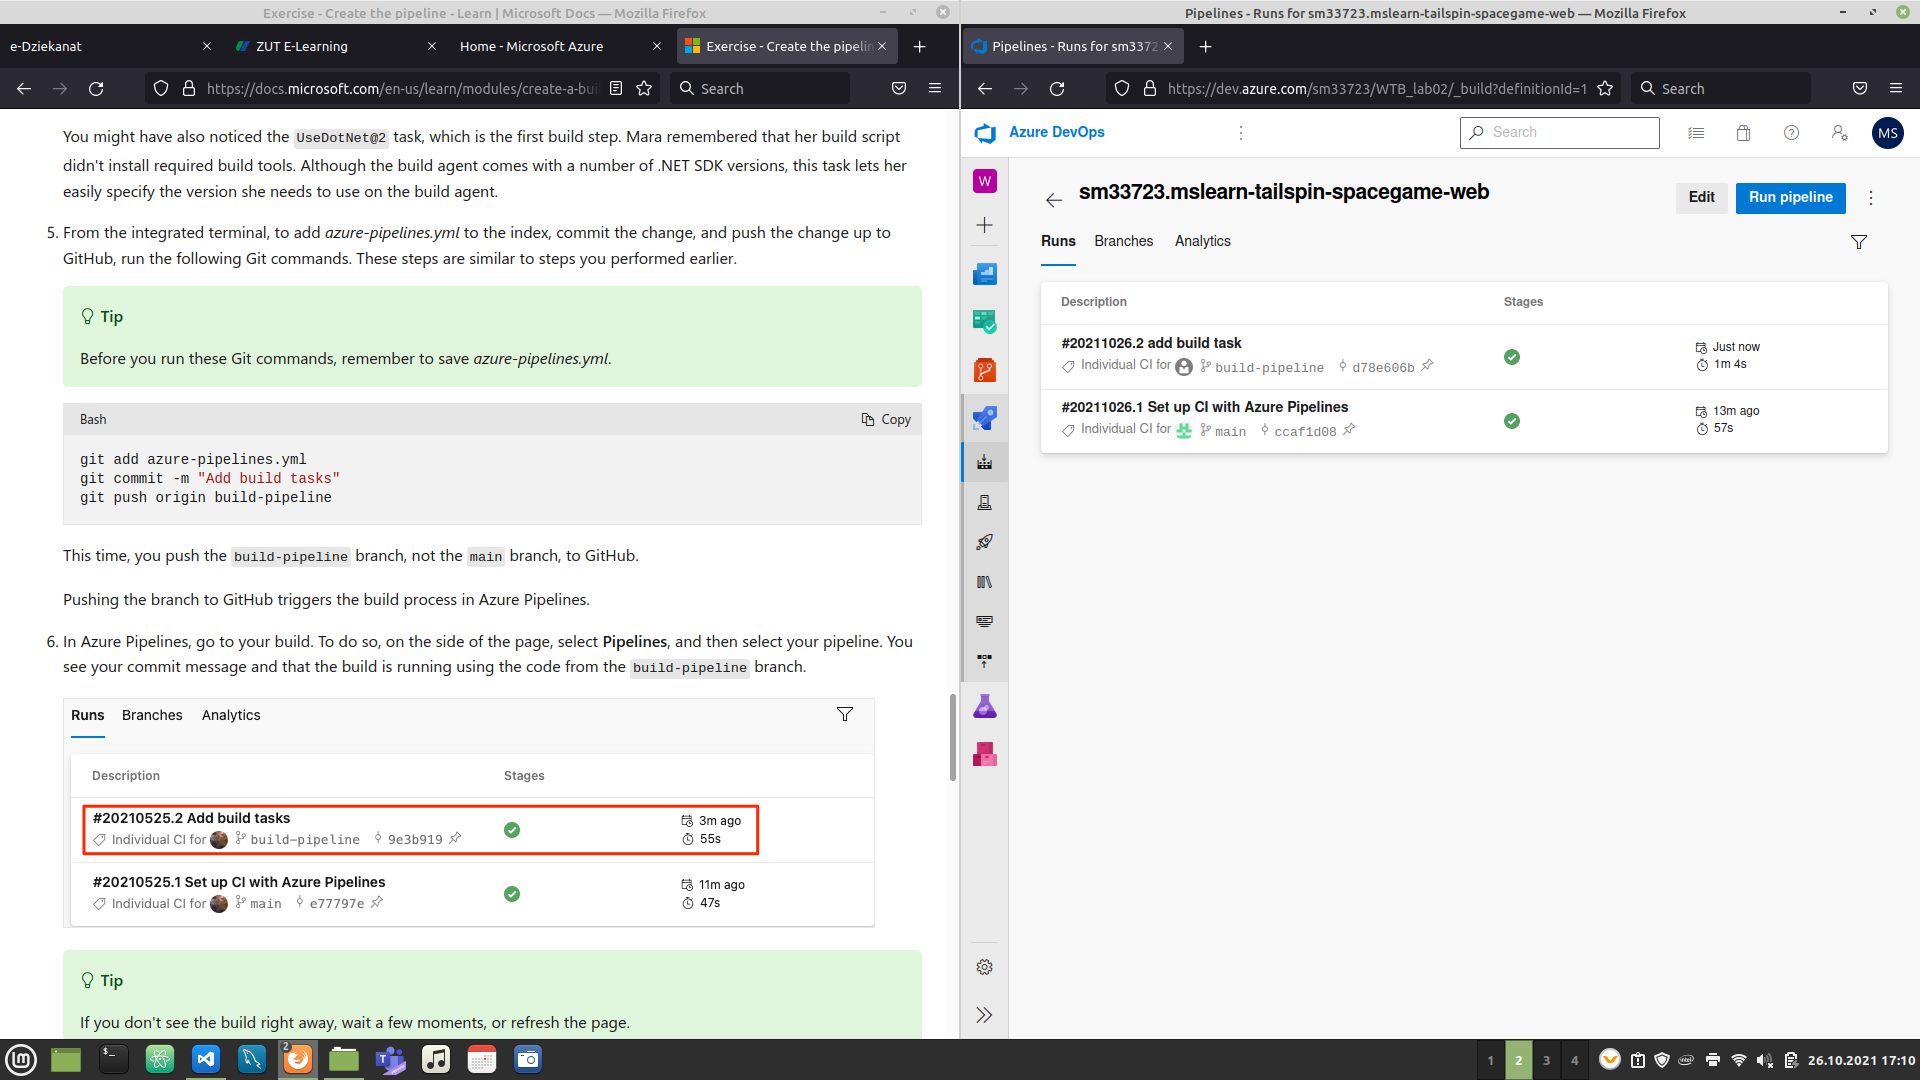 Exercise - Create the pipeline - Learn | Microsoft Docs — Mozilla Firefox
e-Dziekanat
ZUT E-Learning
Home - Microsoft Azure
Exercise - Create the pipelin
https://docs.microsoft.com/en-us/learn/modules/create-a-bui
Search
You might have also noticed the UseDotNet@2 task, which is the first build step. Mara remembered that her build script
didn't install required build tools. Although the build agent comes with a number of .NET SDK versions, this task lets her
easily specify the version she needs to use on the build agent.
5. From the integrated terminal, to add azure-pipelines.yml to the index, commit the change, and push the change up to
GitHub, run the following Git commands. These steps are similar to steps you performed earlier.
Tip
Before you run these Git commands, remember to save azure-pipelines.yml.
Bash
Copy
git add azure-pipelines.yml
git commit -m "Add build tasks"
git push origin build-pipeline
This time, you push the build-pipeline branch, not the main branch, to GitHub.
Pushing the branch to GitHub triggers the build process in Azure Pipelines.
6. In Azure Pipelines, go to your build. To do so, on the side of the page, select Pipelines, and then select your pipeline. You
see your commit message and that the build is running using the code from the build-pipeline branch.
Runs Branches Analytics
Description Stages
#20210525.2 Add build tasks
3m ago
Individual CI for build-pipeline 9e3b919
55s
#20210525.1 Set up CI with Azure Pipelines
11m ago
Individual CI for main e77797e
47s
Tip
If you don't see the build right away, wait a few moments, or refresh the page.
Pipelines - Runs for sm33723.mslearn-tailspin-spacegame-web — Mozilla Firefox
Pipelines - Runs for sm3372
https://dev.azure.com/sm33723/WTB_lab02/_build?definitionId=1
Search
Azure DevOps
Search
MS
W
sm33723.mslearn-tailspin-spacegame-web
Edit
Run pipeline
Runs Branches Analytics
Description Stages
#20211026.2 add build task
Just now
Individual CI for build-pipeline d78e606b
1m 4s
#20211026.1 Set up CI with Azure Pipelines
13m ago
Individual CI for main ccaf1d08
57s
2
1 2 3 4
26.10.2021 17:10